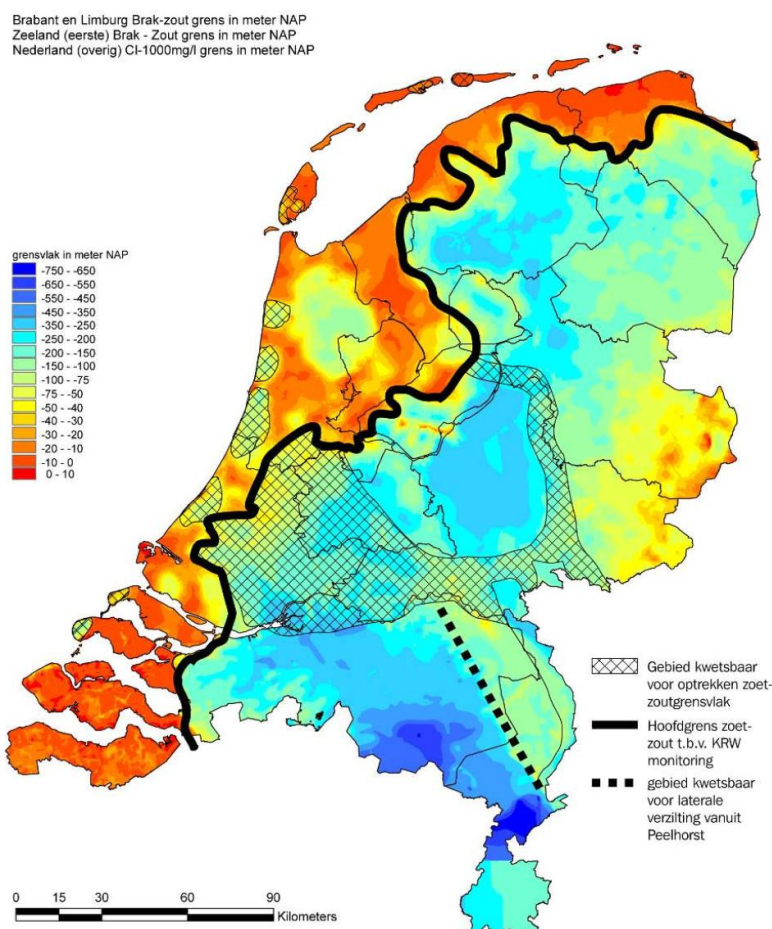 Brabant en Limburg Brak-zout grens in meter NAP
Zeeland (eerste) Brak - Zout grens in meter NAP
Nederland (overig) Cl-1000mg/l grens in meter NAP
grensvlak in meter NAP
-750 - -650
-650 - -550
-550 - -450
-450 - -350
-350 - -250
-250 - -200
-200 - -150
-150 - -100
-100 - -75
-75 - -50
-50 - -40
-40 - -30
-30 - -20
-20 - -10
-10 - 0
0 - 10
Gebied kwetsbaar
voor optrekken zoet-
zoutgrensvlak
Hoofdgrens zoet-
zout t.b.v. KRW
monitoring
gebied kwetsbaar
voor laterale
verzilting vanuit
Peelhorst
0 15 30 60 90
Kilometers